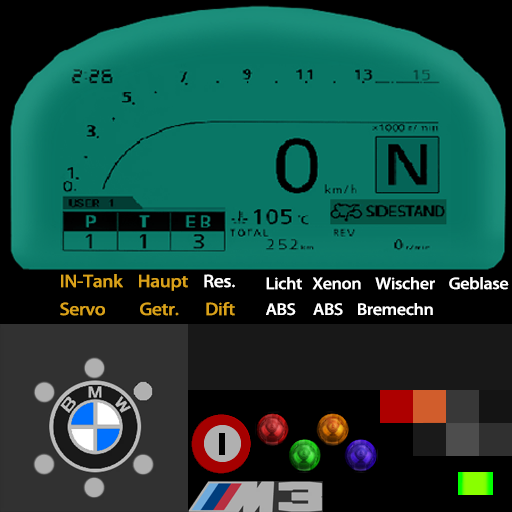 2:26 7 9 11 13 15
5
3 x1000 r/min
1
0 0 km/h N
USER 1
P T EB 105 °C SIDESTAND
1 1 3 TOTAL 252 km REV 0 r/min
IN-Tank Haupt Res. Licht Xenon Wischer Geblase
Servo Getr. Dift ABS ABS Bremechn
BMW
I
M3